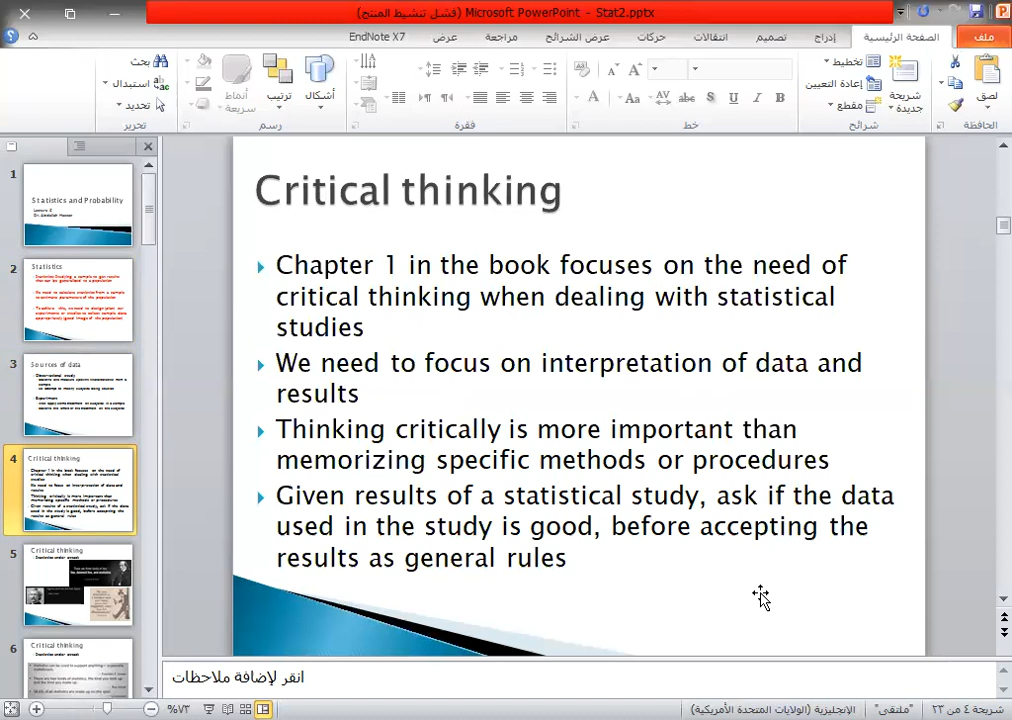 Stat2.pptx - Microsoft PowerPoint (فشل تنشيط المنتج)
ملف
الصفحة الرئيسية
إدراج
تصميم
انتقالات
حركات
عرض الشرائح
مراجعة
عرض
EndNote X7
لصق
الحافظة
شريحة جديدة
تخطيط
إعادة التعيين
مقطع
شرائح
خط
فقرة
أشكال
ترتيب
أنماط سريعة
رسم
بحث
استبدال
تحديد
تحرير
1
Statistics and Probability
2
Statistics
3
Sources of data
4
Critical thinking
5
Critical thinking
6
Critical thinking
Critical thinking
Chapter 1 in the book focuses on the need of
critical thinking when dealing with statistical
studies
We need to focus on interpretation of data and
results
Thinking critically is more important than
memorizing specific methods or procedures
Given results of a statistical study, ask if the data
used in the study is good, before accepting the
results as general rules
انقر لإضافة ملاحظات
شريحة ٤ من ٢٣
"ملتقى"
الإنجليزية (الولايات المتحدة الأمريكية)
٧٣%